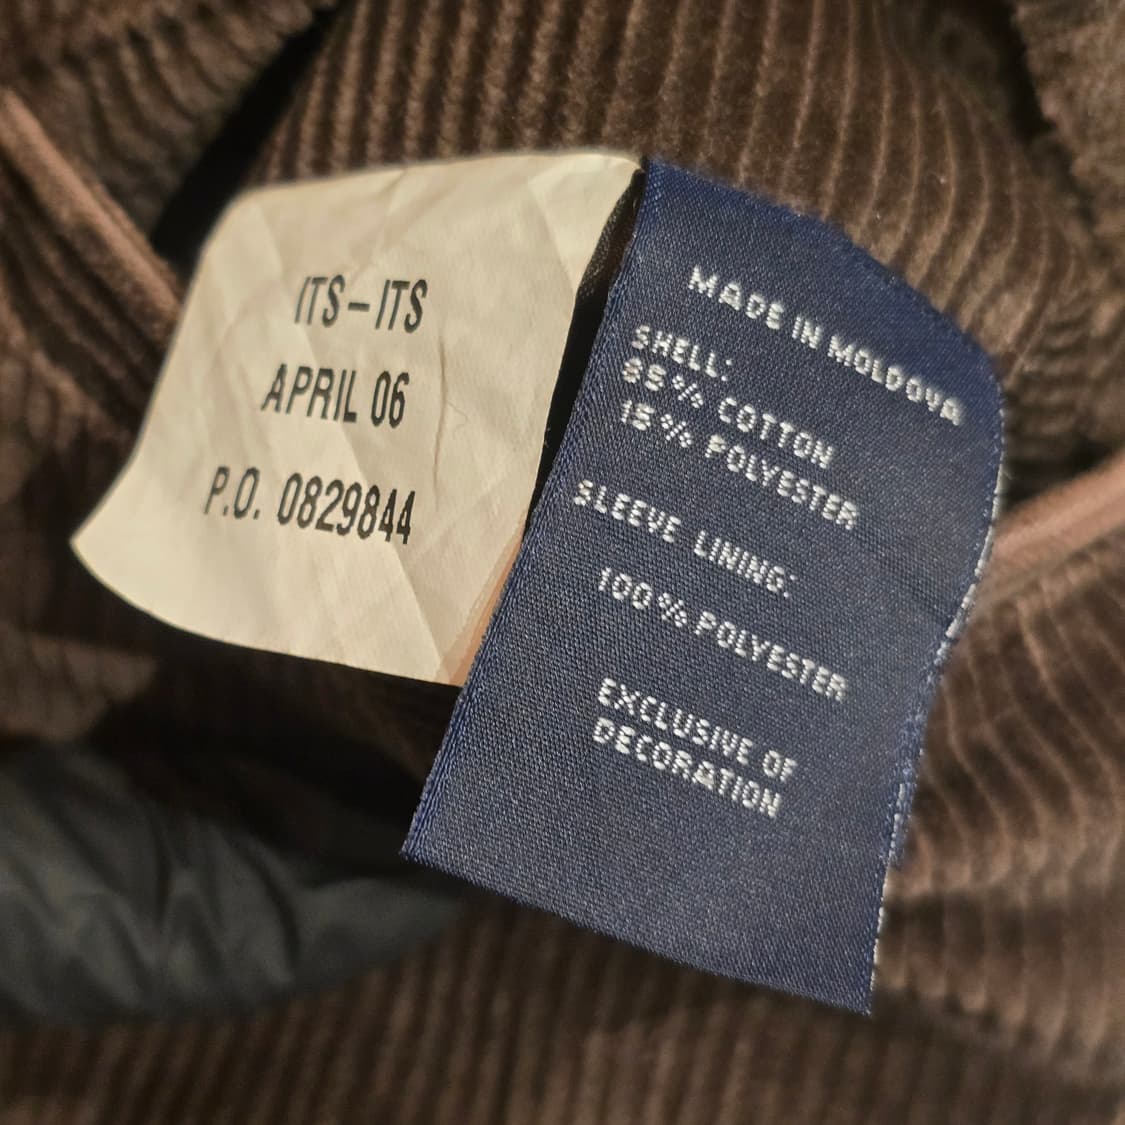 ITS-ITS
APRIL 06
P.O. 0829844
MADE IN MOLDOVA
SHELL:
85% COTTON
15% POLYESTER
SLEEVE LINING:
100% POLYESTER
EXCLUSIVE OF
DECORATION